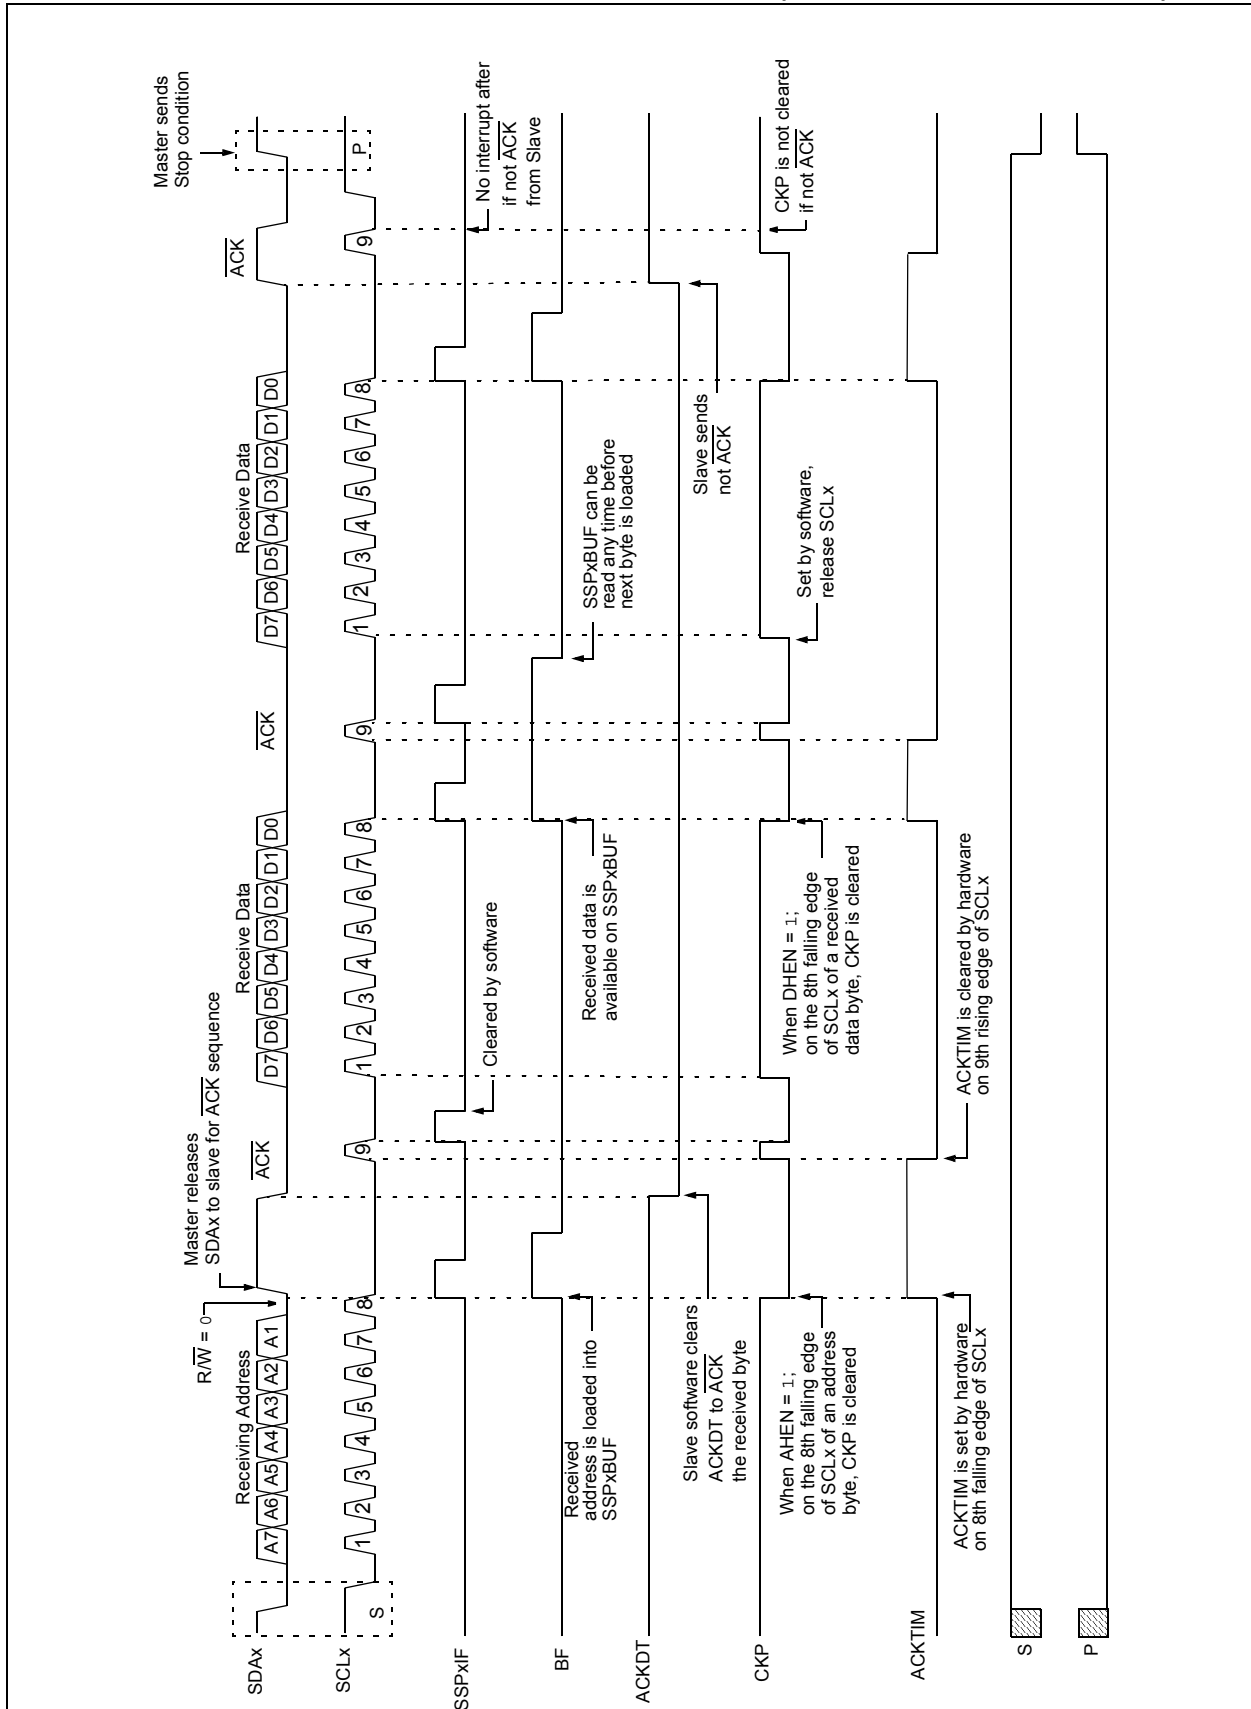 Master sends
Stop condition
Master releases
SDAx to slave for ACK sequence
R/W = 0
Receiving Address
Receive Data
Receive Data
ACK
ACK
ACK
SDAx
A7 A6 A5 A4 A3 A2 A1
D7 D6 D5 D4 D3 D2 D1 D0
D7 D6 D5 D4 D3 D2 D1 D0
SCLx
S
1 2 3 4 5 6 7 8 9
1 2 3 4 5 6 7 8 9
1 2 3 4 5 6 7 8 9
P
SSPxIF
Cleared by software
No interrupt after
if not ACK
from Slave
BF
Received
address is loaded into
SSPxBUF
Received data is
available on SSPxBUF
SSPxBUF can be
read any time before
next byte is loaded
ACKDT
Slave software clears
ACKDT to ACK
the received byte
Slave sends
not ACK
CKP
When AHEN = 1;
on the 8th falling edge
of SCLx of an address
byte, CKP is cleared
When DHEN = 1;
on the 8th falling edge
of SCLx of a received
data byte, CKP is cleared
Set by software,
release SCLx
CKP is not cleared
if not ACK
ACKTIM
ACKTIM is set by hardware
on 8th falling edge of SCLx
ACKTIM is cleared by hardware
on 9th rising edge of SCLx
S
P